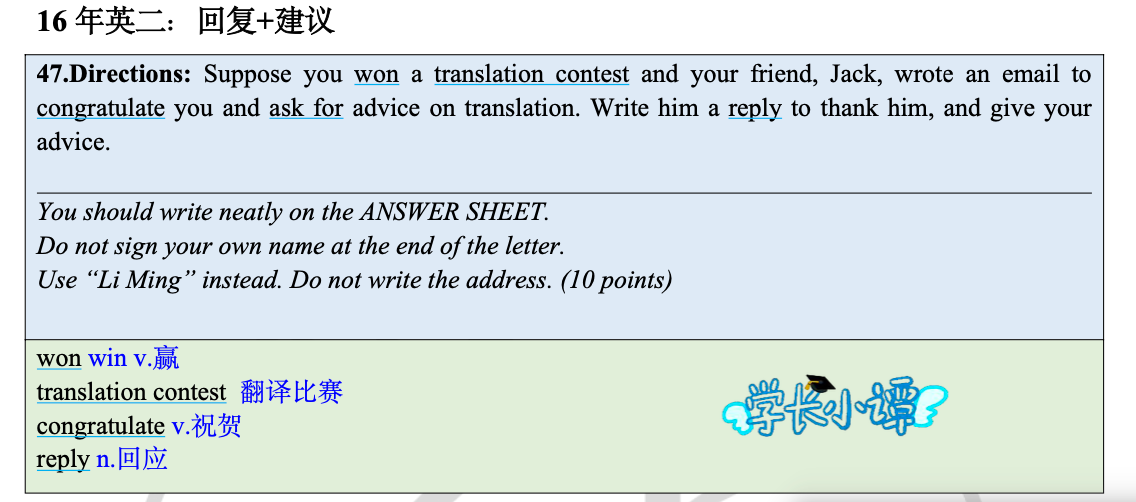 16 年英二：回复+建议
47.Directions: Suppose you won a translation contest and your friend, Jack, wrote an email to
congratulate you and ask for advice on translation. Write him a reply to thank him, and give your
advice.
You should write neatly on the ANSWER SHEET.
Do not sign your own name at the end of the letter.
Use “Li Ming” instead. Do not write the address. (10 points)
won win v.赢
translation contest 翻译比赛
congratulate v.祝贺
reply n.回应
学长小谭